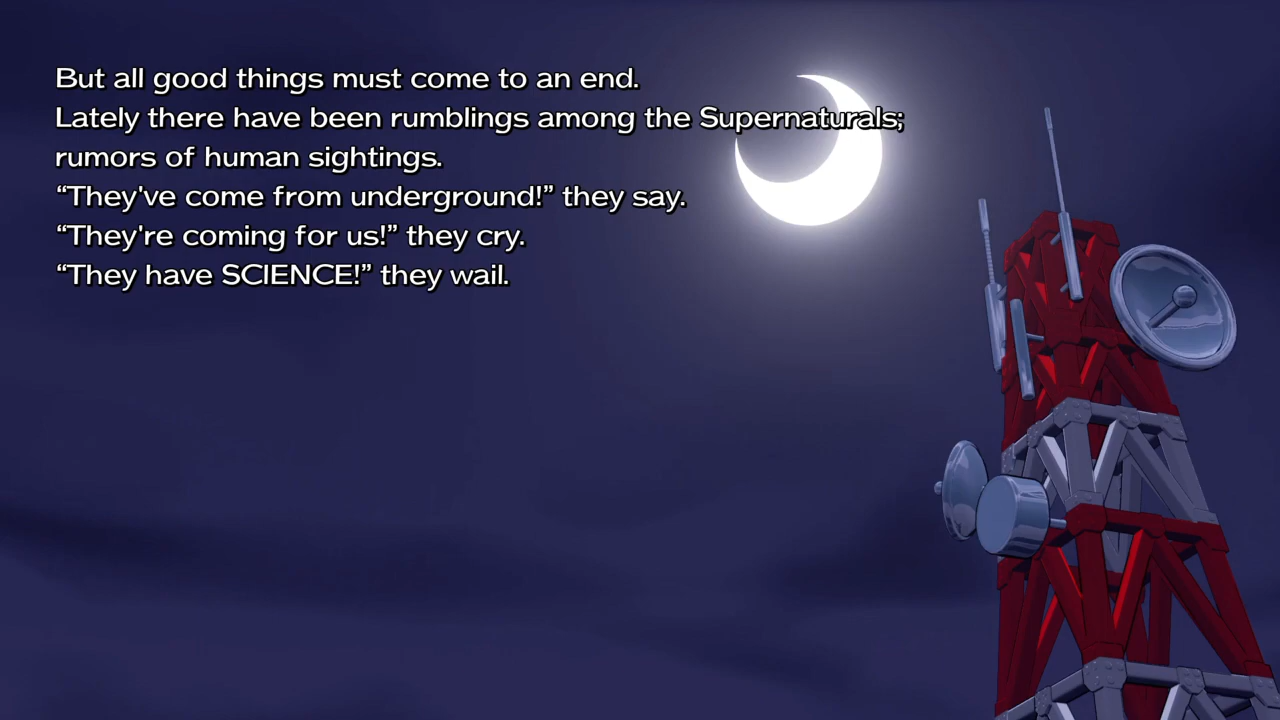 But all good things must come to an end.
Lately there have been rumblings among the Supernaturals;
rumors of human sightings.
“They've come from underground!” they say.
“They're coming for us!” they cry.
“They have SCIENCE!” they wail.